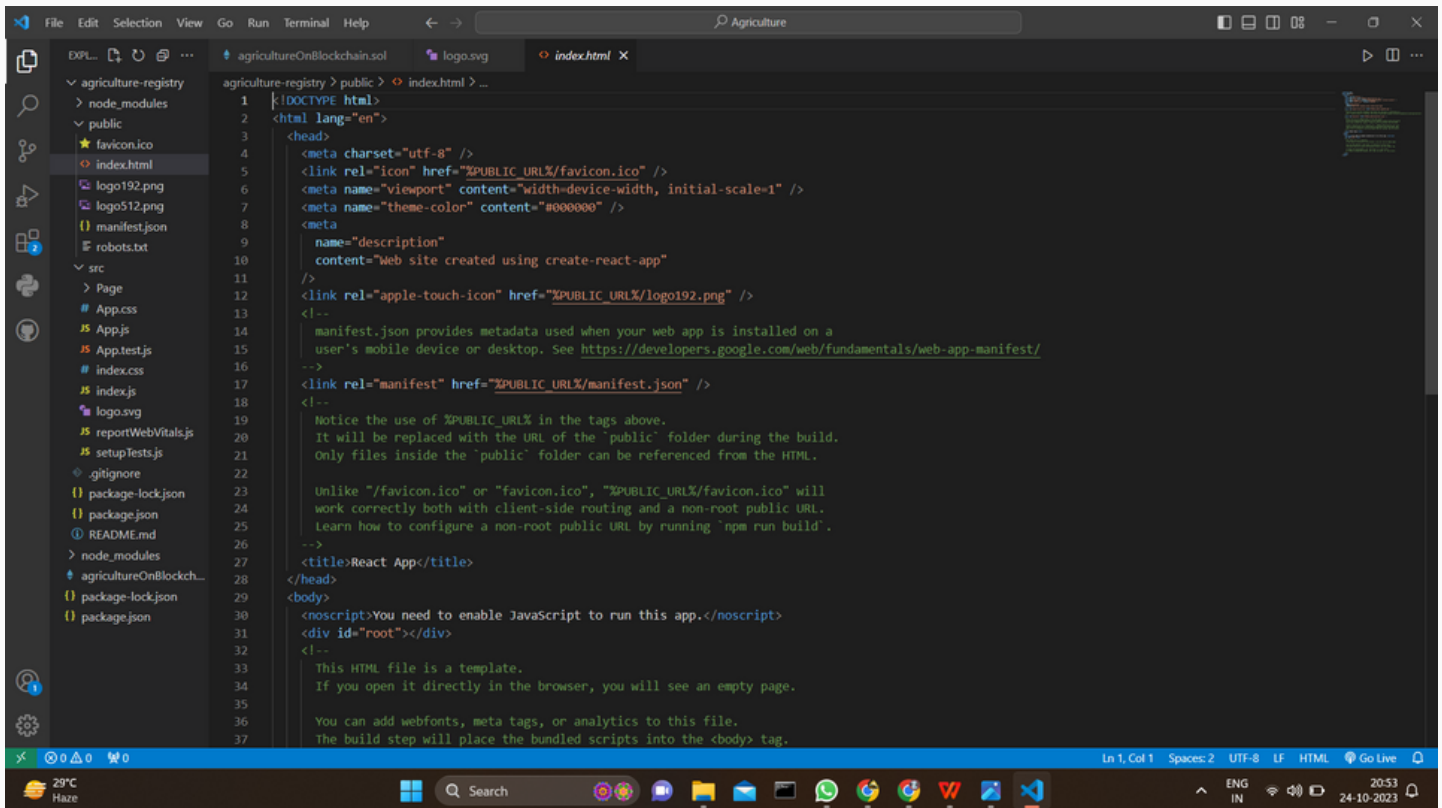 File Edit Selection View Go Run Terminal Help
Agriculture
EXPL...
agricultureOnBlockchain.sol
logo.svg
index.html
agriculture-registry > public > index.html > ...
agriculture-registry
node_modules
public
favicon.ico
index.html
logo192.png
logo512.png
manifest.json
robots.txt
src
Page
App.css
App.js
App.test.js
index.css
index.js
logo.svg
reportWebVitals.js
setupTests.js
.gitignore
package-lock.json
package.json
README.md
node_modules
agricultureOnBlockch...
package-lock.json
package.json
2
1
1 <!DOCTYPE html>
2 <html lang="en">
3 <head>
4 <meta charset="utf-8" />
5 <link rel="icon" href="%PUBLIC_URL%/favicon.ico" />
6 <meta name="viewport" content="width=device-width, initial-scale=1" />
7 <meta name="theme-color" content="#000000" />
8 <meta
9 name="description"
10 content="Web site created using create-react-app"
11 />
12 <link rel="apple-touch-icon" href="%PUBLIC_URL%/logo192.png" />
13 <!--
14 manifest.json provides metadata used when your web app is installed on a
15 user's mobile device or desktop. See https://developers.google.com/web/fundamentals/web-app-manifest/
16 -->
17 <link rel="manifest" href="%PUBLIC_URL%/manifest.json" />
18 <!--
19 Notice the use of %PUBLIC_URL% in the tags above.
20 It will be replaced with the URL of the `public` folder during the build.
21 Only files inside the `public` folder can be referenced from the HTML.
22
23 Unlike "/favicon.ico" or "favicon.ico", "%PUBLIC_URL%/favicon.ico" will
24 work correctly both with client-side routing and a non-root public URL.
25 Learn how to configure a non-root public URL by running `npm run build`.
26 -->
27 <title>React App</title>
28 </head>
29 <body>
30 <noscript>You need to enable JavaScript to run this app.</noscript>
31 <div id="root"></div>
32 <!--
33 This HTML file is a template.
34 If you open it directly in the browser, you will see an empty page.
35
36 You can add webfonts, meta tags, or analytics to this file.
37 The build step will place the bundled scripts into the <body> tag.
0 0 0
Ln 1, Col 1 Spaces: 2 UTF-8 LF HTML Go Live
29°C
Haze
Search
ENG
IN
20:53
24-10-2023